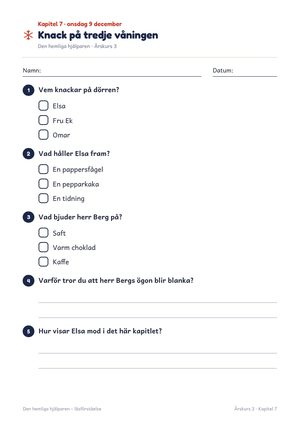 Kapitel 7 · onsdag 9 december
Knack på tredje våningen
Den hemliga hjälparen · Årskurs 3
Namn: Datum:
1 Vem knackar på dörren?
Elsa
Fru Ek
Omar
2 Vad håller Elsa fram?
En pappersfågel
En pepparkaka
En tidning
3 Vad bjuder herr Berg på?
Saft
Varm choklad
Kaffe
4 Varför tror du att herr Bergs ögon blir blanka?
5 Hur visar Elsa mod i det här kapitlet?
Den hemliga hjälparen – läsförståelse Årskurs 3 · Kapitel 7